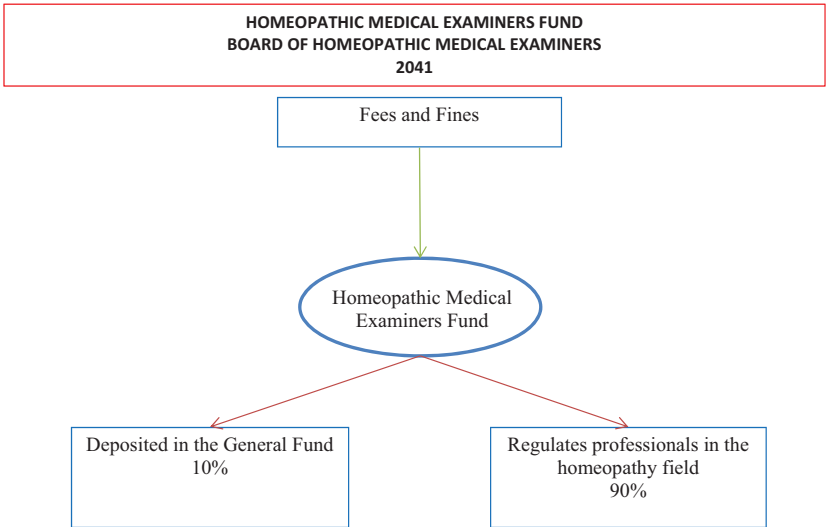 HOMEOPATHIC MEDICAL EXAMINERS FUND
BOARD OF HOMEOPATHIC MEDICAL EXAMINERS
2041
Fees and Fines
Homeopathic Medical
Examiners Fund
Deposited in the General Fund
10%
Regulates professionals in the
homeopathy field
90%